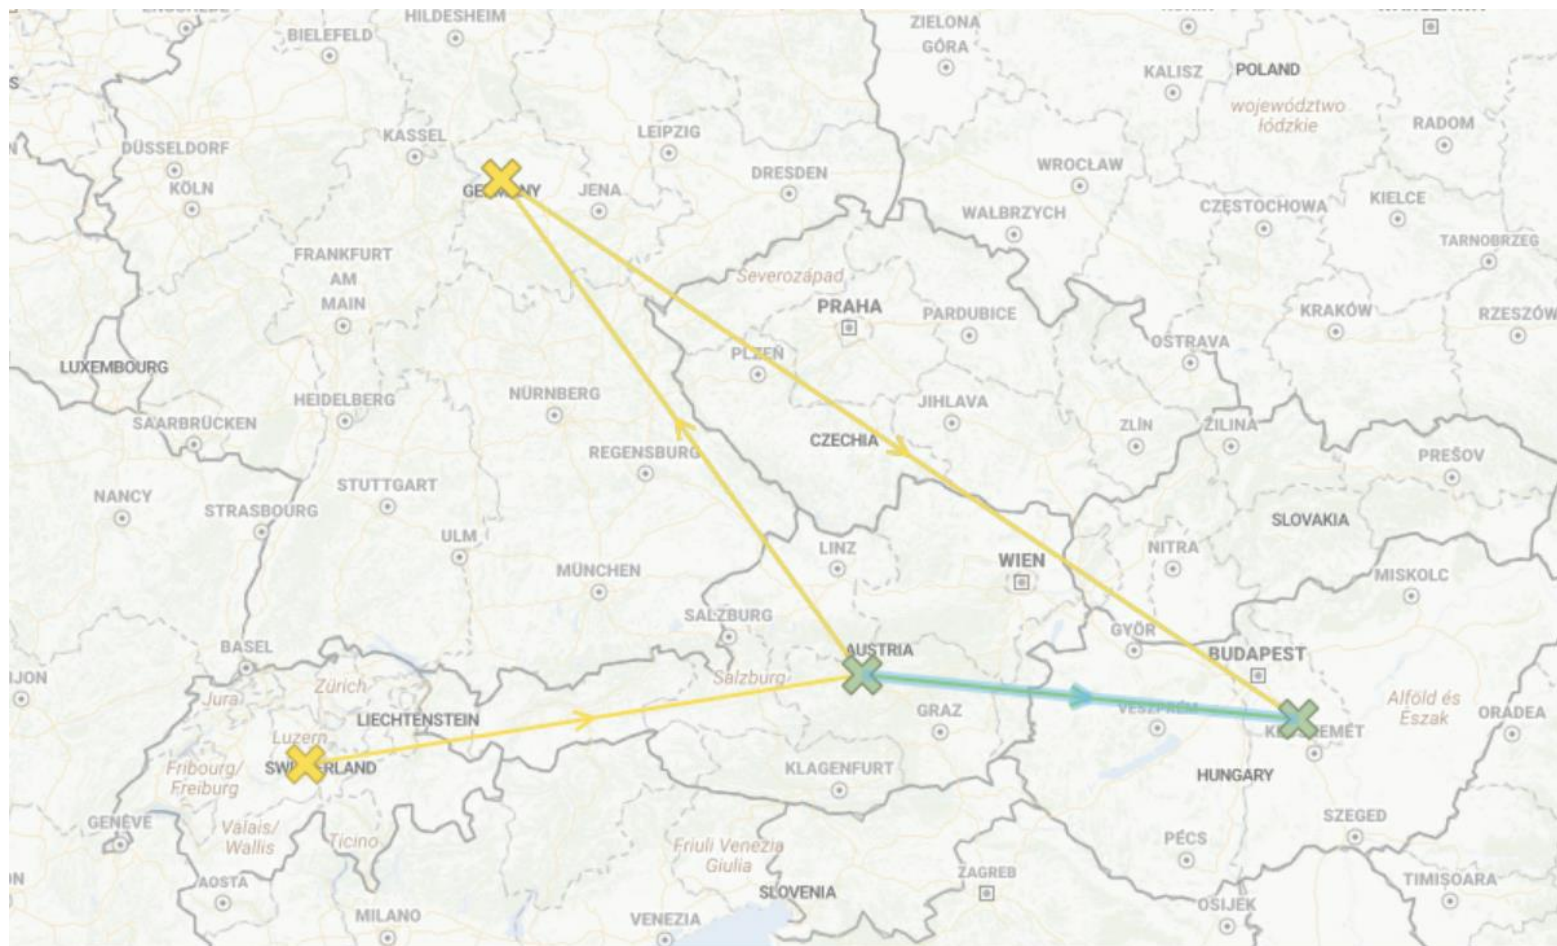 HILDESHEIM
BIELEFELD
ZIELONA
GÓRA
KALISZ
POLAND
województwo
łódzkie
RADOM
KASSEL
LEIPZIG
DÜSSELDORF
KÖLN
JENA
DRESDEN
WROCŁAW
WAŁBRZYCH
CZĘSTOCHOWA
KIELCE
TARNOBRZEG
FRANKFURT
AM
MAIN
Severozápad
PRAHA
PARDUBICE
KRAKÓW
RZESZÓW
OSTRAVA
PLZEŇ
LUXEMBOURG
HEIDELBERG
NÜRNBERG
JIHLAVA
SAARBRÜCKEN
ZLÍN
ŽILINA
CZECHIA
REGENSBURG
PREŠOV
NANCY
STUTTGART
STRASBOURG
SLOVAKIA
ULM
LINZ
WIEN
NITRA
MÜNCHEN
MISKOLC
SALZBURG
GYŐR
BASEL
AUSTRIA
BUDAPEST
Salzburg
Jura
Zürich
Alföld és
Észak
LIECHTENSTEIN
GRAZ
VESZPRÉM
ORADEA
Luzern
Fribourg/
Freiburg
KLAGENFURT
HUNGARY
GENÈVE
Valais/
Wallis
Ticino
SZEGED
PÉCS
Friuli Venezia
Giulia
ZAGREB
AOSTA
SLOVENIA
TIMIȘOARA
MILANO
VENEZIA
OSIJEK